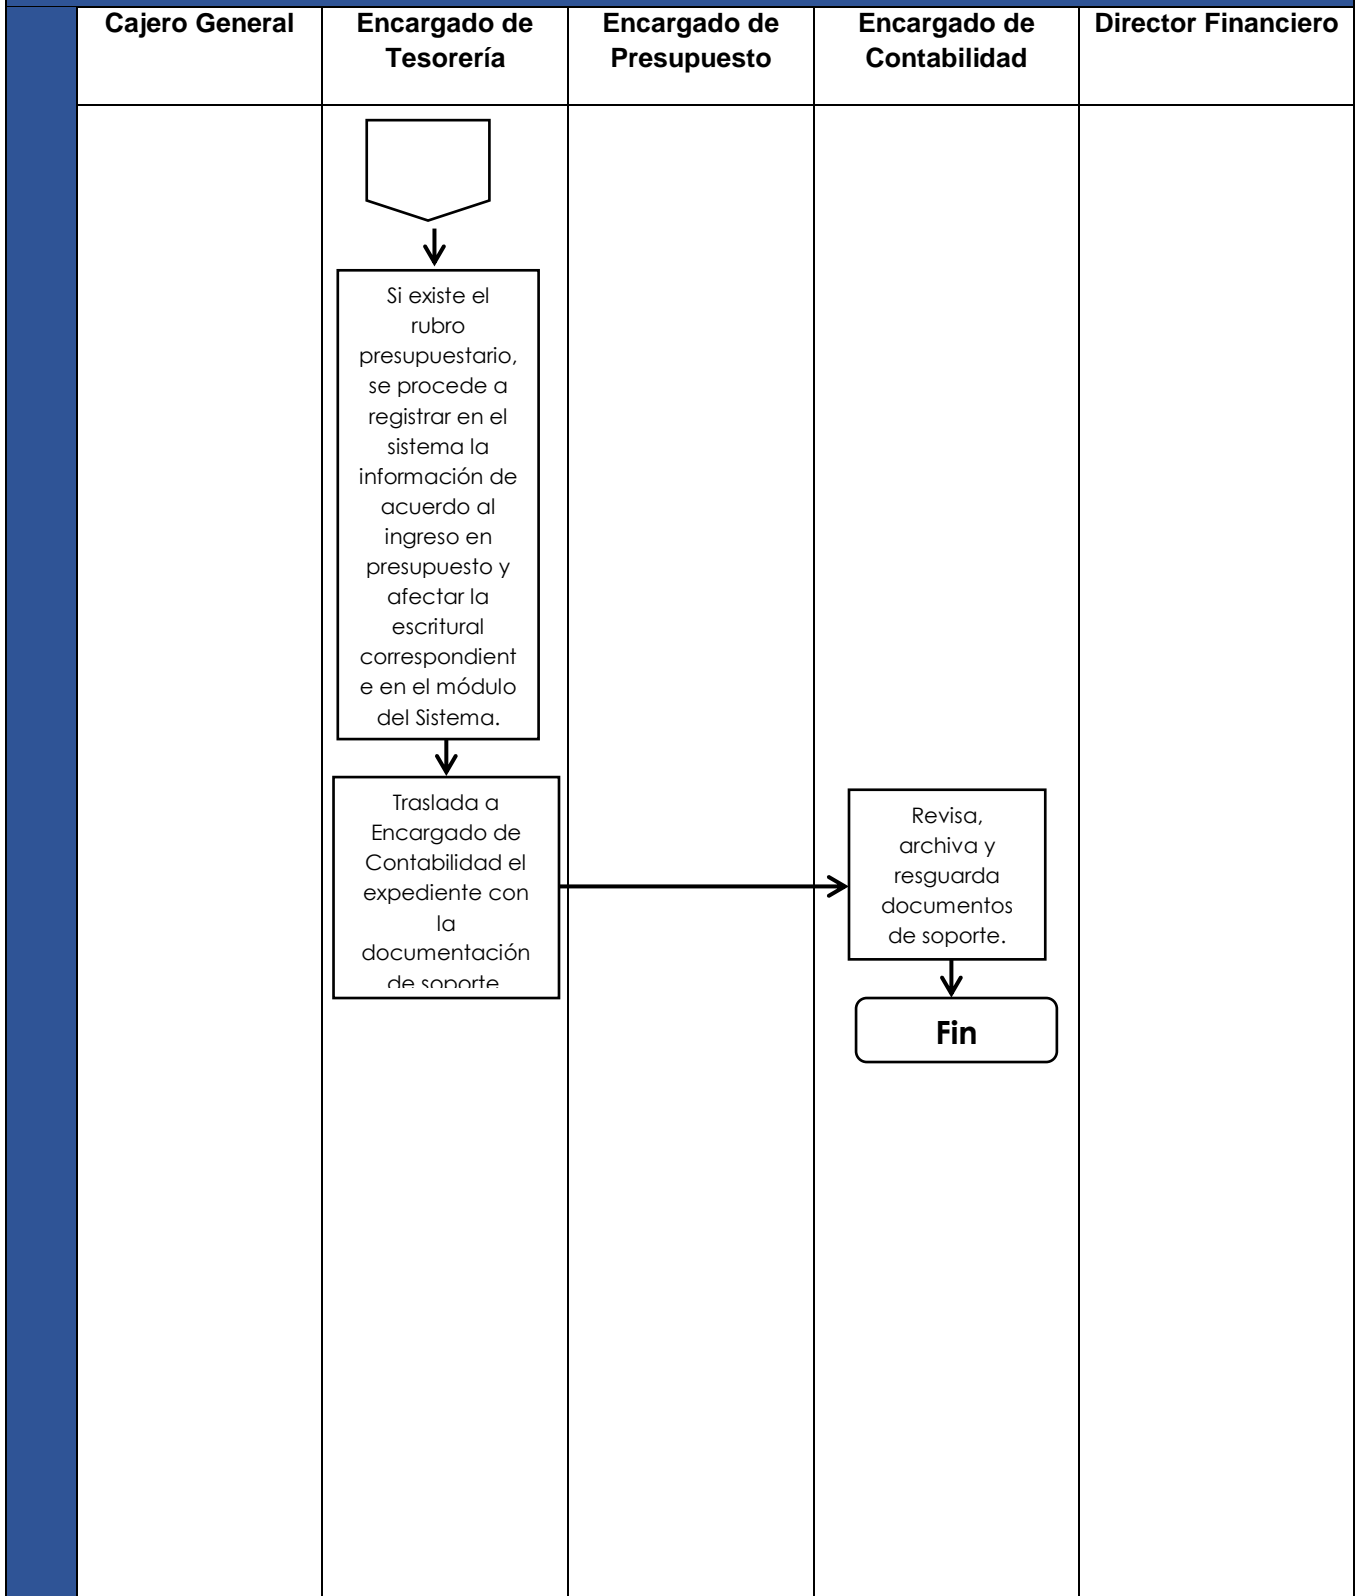 Cajero General
Encargado de
Tesorería
Encargado de
Presupuesto
Encargado de
Contabilidad
Director Financiero
Si existe el
rubro
presupuestario,
se procede a
registrar en el
sistema la
información de
acuerdo al
ingreso en
presupuesto y
afectar la
escritural
correspondient
e en el módulo
del Sistema.
Traslada a
Encargado de
Contabilidad el
expediente con
la
documentación
de soporte
Revisa,
archiva y
resguarda
documentos
de soporte.
Fin